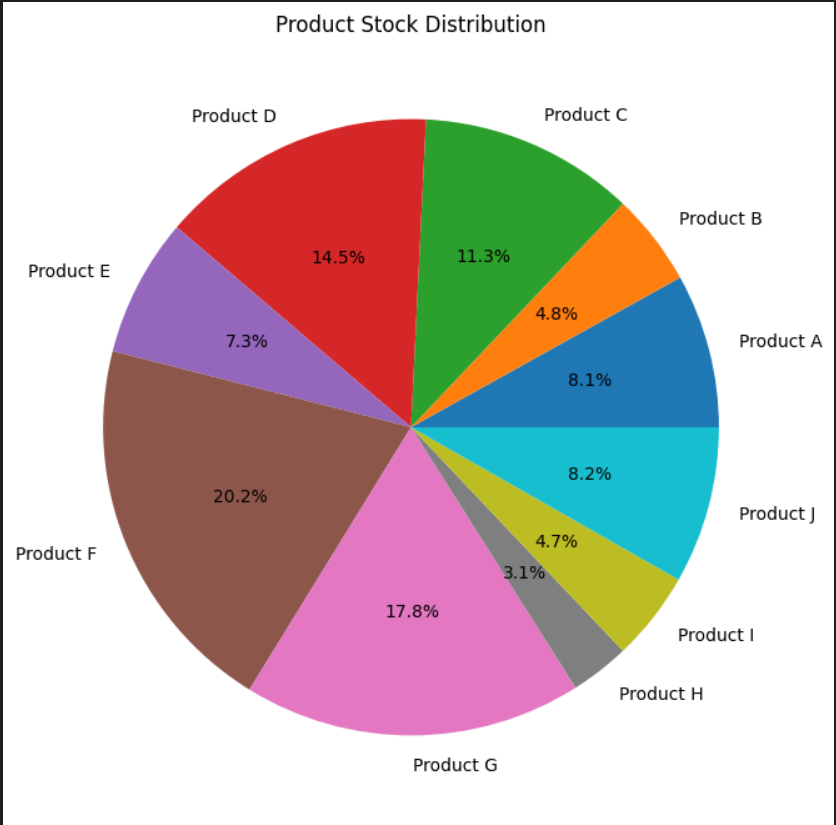 Product Stock Distribution
Product D
Product C
Product B
Product E
14.5%
11.3%
4.8%
7.3%
Product A
8.1%
20.2%
8.2%
Product J
Product F
4.7%
3.1%
17.8%
Product I
Product H
Product G